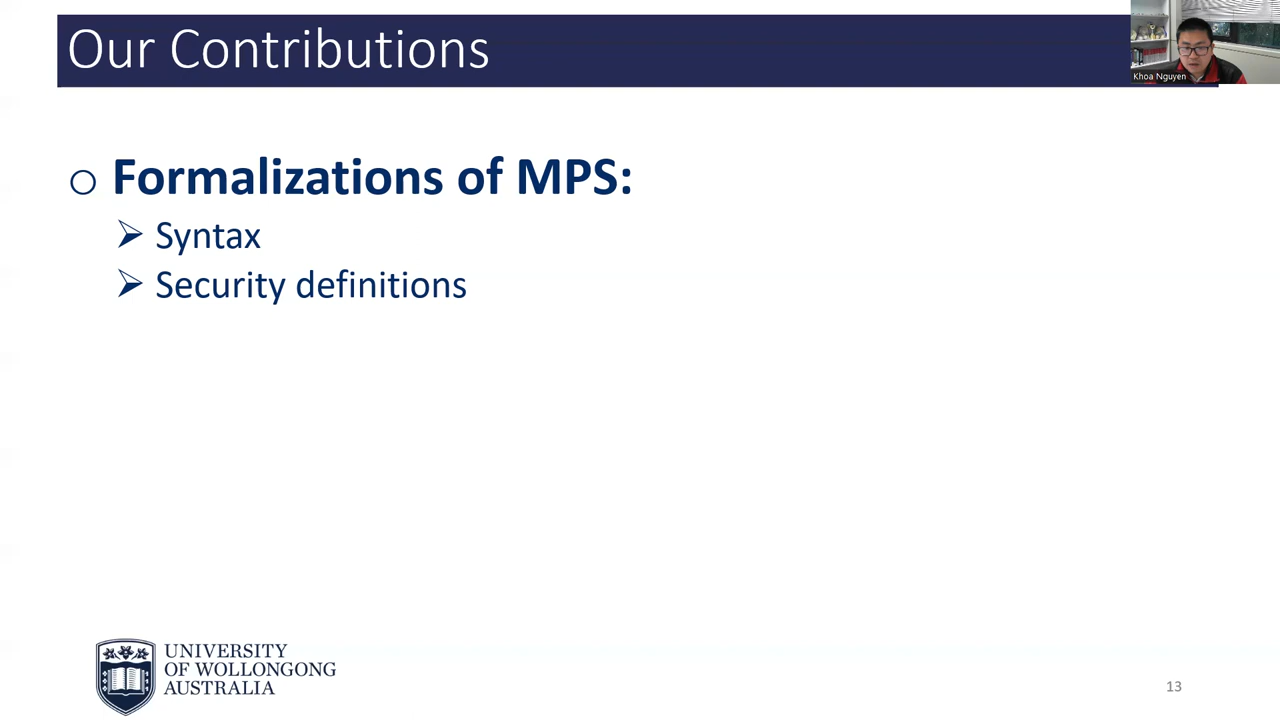 Our Contributions
Khoa Nguyen
○ Formalizations of MPS:
➢ Syntax
➢ Security definitions
UNIVERSITY
OF WOLLONGONG
AUSTRALIA
13